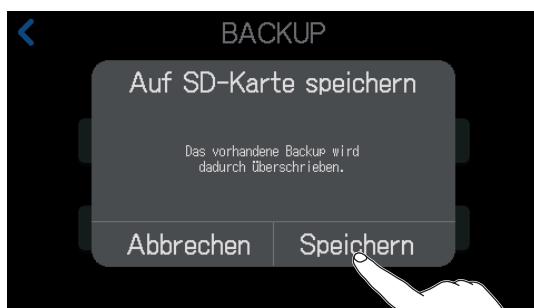 BACKUP
Auf SD-Karte speichern
Das vorhandene Backup wird
dadurch überschrieben.
Abbrechen
Speichern